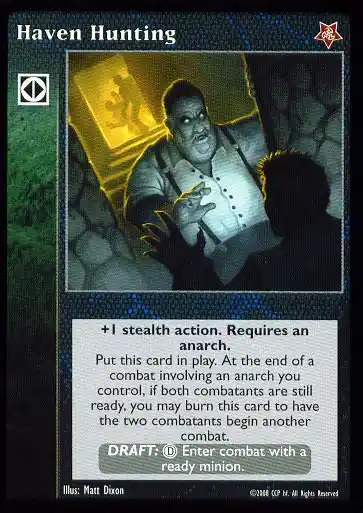 Haven Hunting
+1 stealth action. Requires an
anarch.
Put this card in play. At the end of a
combat involving an anarch you
control, if both combatants are still
ready, you may burn this card to have
the two combatants begin another
combat.
DRAFT: Ⓓ Enter combat with a
ready minion.
Illus: Matt Dixon
©2008 CCP hf. All Rights Reserved